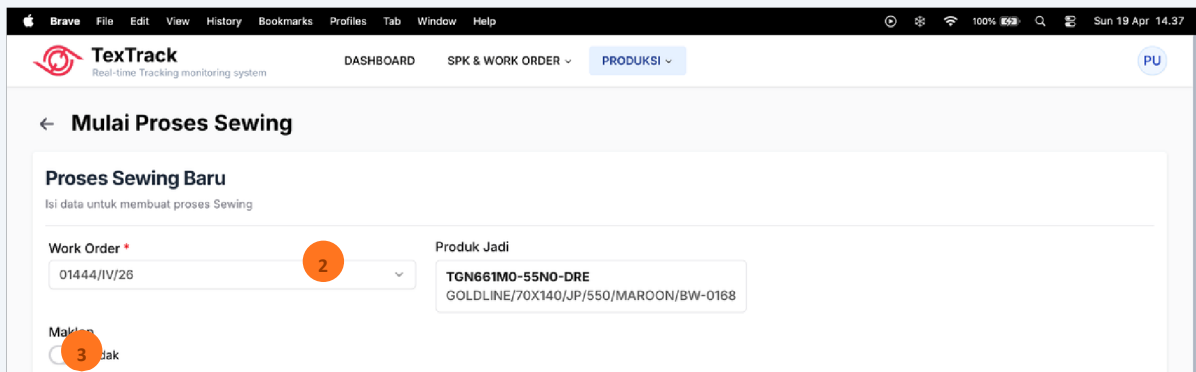 Brave File Edit View History Bookmarks Profiles Tab Window Help 100% Sun 19 Apr 14.37
TexTrack
Real-time Tracking monitoring system
DASHBOARD SPK & WORK ORDER PRODUKSI PU
← Mulai Proses Sewing
Proses Sewing Baru
Isi data untuk membuat proses Sewing
Work Order * Produk Jadi
2
01444/IV/26
TGN661M0-55N0-DRE
GOLDLINE/70X140/JP/550/MAROON/BW-0168
3